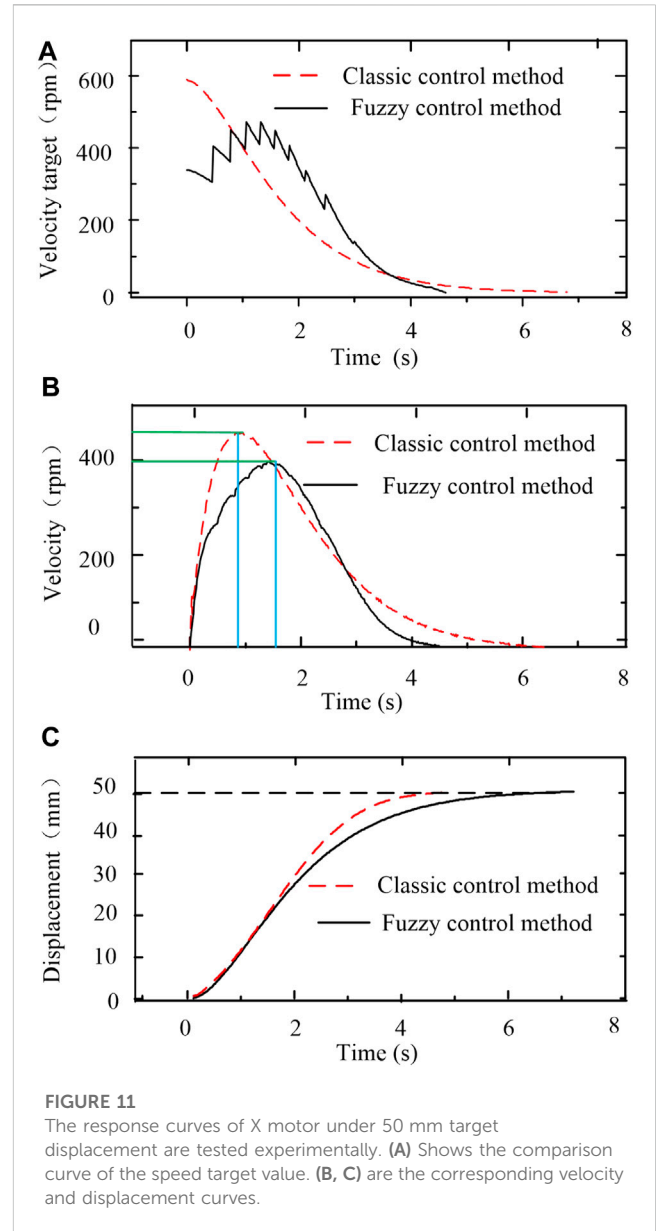 A
600
400
200
0
Velocity target (rpm)
Classic control method
Fuzzy control method
0 2 4 6 8
Time (s)
B
400
200
0
Velocity (rpm)
Classic control method
Fuzzy control method
0 2 4 6 8
Time (s)
C
50
40
30
20
10
0
Displacement (mm)
Classic control method
Fuzzy control method
0 2 4 6 8
Time (s)
FIGURE 11
The response curves of X motor under 50 mm target
displacement are tested experimentally. (A) Shows the comparison
curve of the speed target value. (B, C) are the corresponding velocity
and displacement curves.